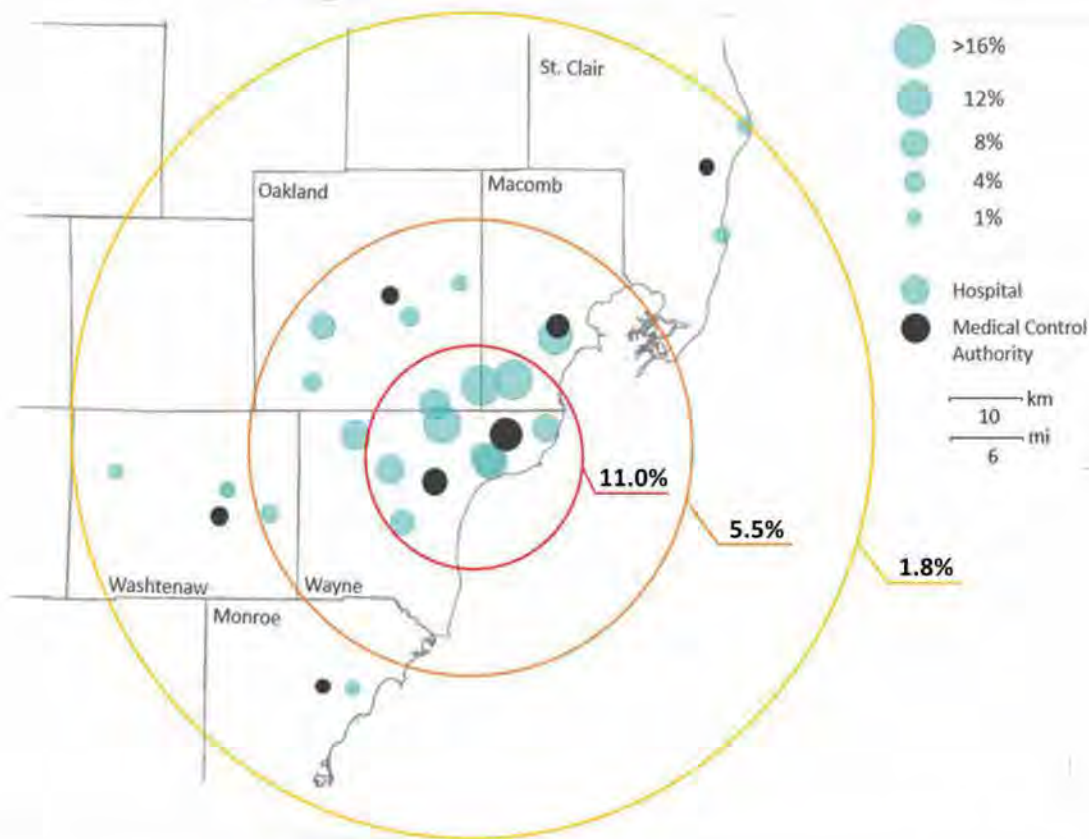 St. Clair
Oakland
Macomb
Washtenaw
Wayne
Monroe
11.0%
5.5%
1.8%
>16%
12%
8%
4%
1%
Hospital
Medical Control
Authority
km
10
mi
6